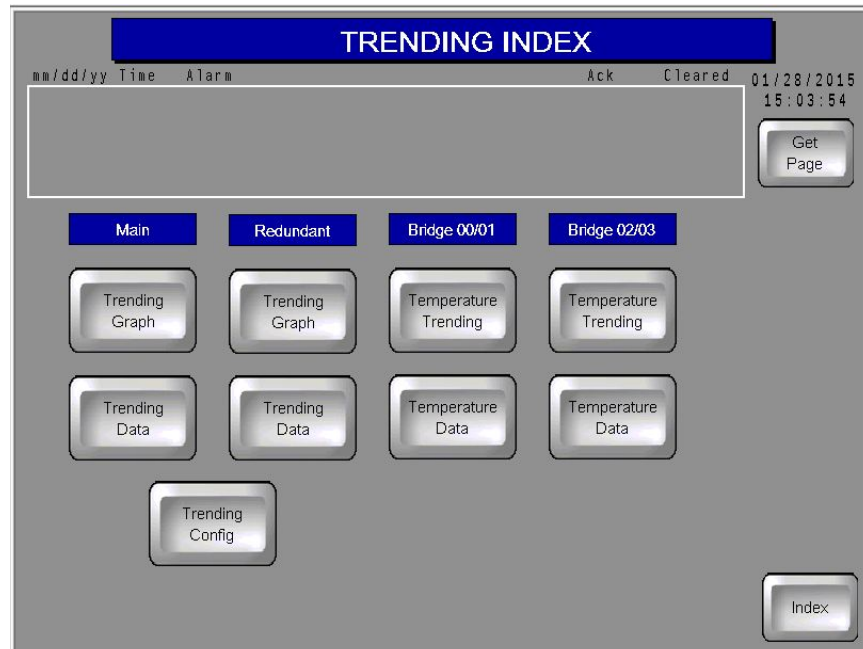 TRENDING INDEX
mm/dd/yy Time Alarm Ack Cleared
01/28/2015
15:03:54
Get
Page
Main Redundant Bridge 00/01 Bridge 02/03
Trending
Graph
Trending
Graph
Temperature
Trending
Temperature
Trending
Trending
Data
Trending
Data
Temperature
Data
Temperature
Data
Trending
Config
Index